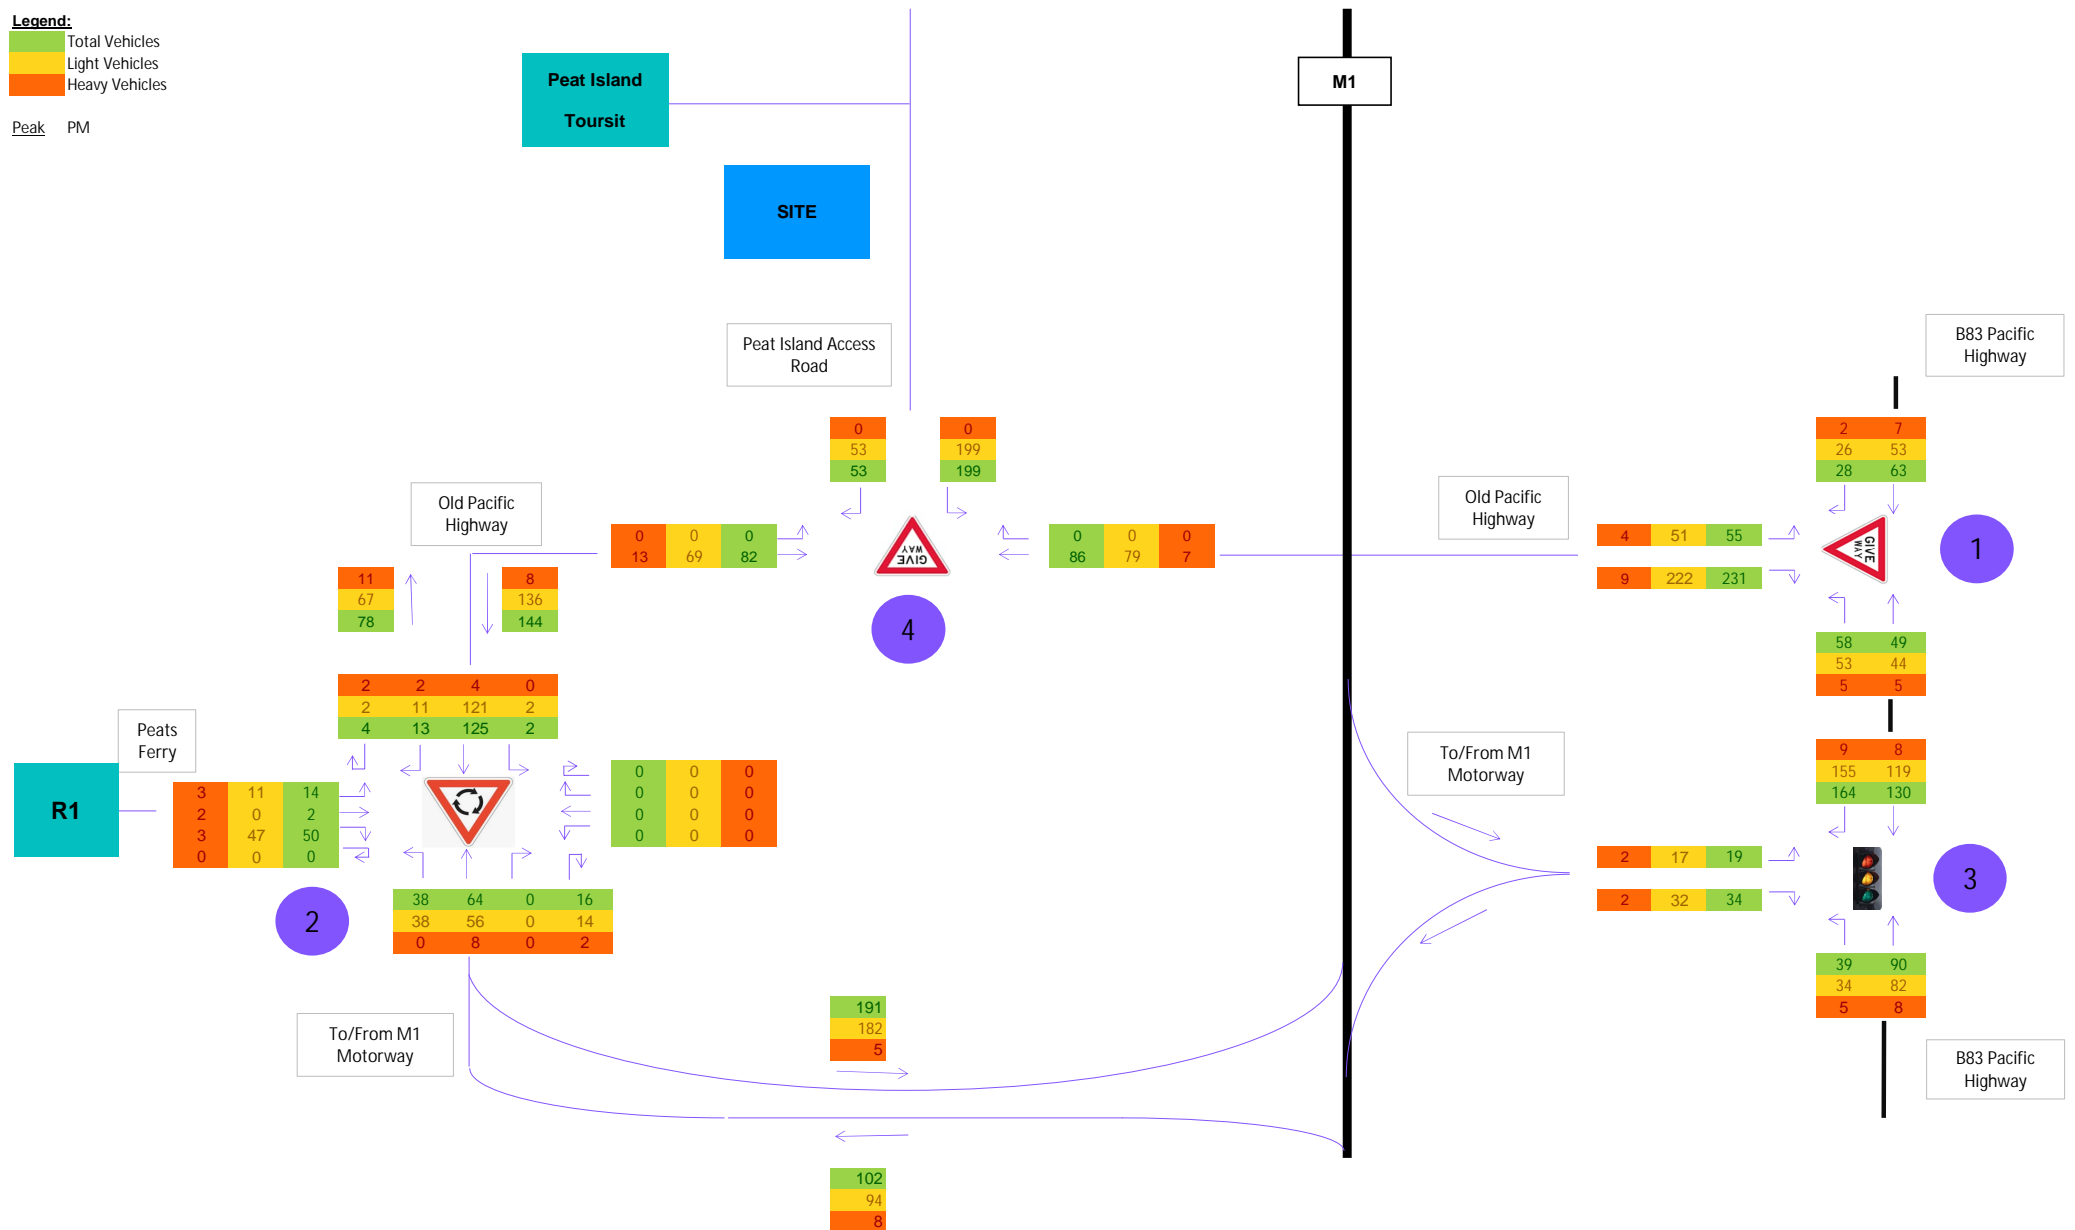 Legend:
Total Vehicles
Light Vehicles
Heavy Vehicles
Peak PM
Peat Island
Toursit
SITE
M1
Peat Island Access
Road
B83 Pacific
Highway
0 0
53 199
53 199
2 7
26 53
28 63
Old Pacific
Highway
Old Pacific
Highway
0 0 0
13 69 82
GIVE
WAY
0 0 0
86 79 7
4 51 55
9 222 231
GIVE
WAY
1
11
67
78
8
136
144
4
58 49
53 44
5 5
2 2 4 0
2 11 121 2
4 13 125 2
Peats
Ferry
R1
3 11 14
2 0 2
3 47 50
0 0 0
0 0 0
0 0 0
0 0 0
0 0 0
To/From M1
Motorway
9 8
155 119
164 130
2 17 19
2 32 34
3
2
38 64 0 16
38 56 0 14
0 8 0 2
39 90
34 82
5 8
To/From M1
Motorway
191
182
5
B83 Pacific
Highway
102
94
8